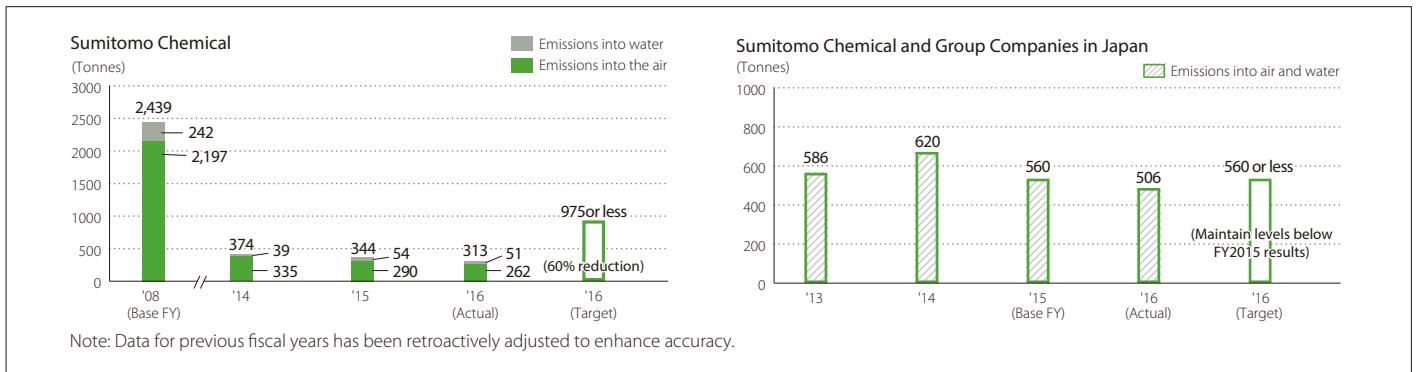 Sumitomo Chemical
(Tonnes)
Emissions into water
Emissions into the air
3000
2500
2000
1500
1000
500
0
2,439
242
2,197
374
39
335
344
54
290
313
51
262
975or less
(60% reduction)
'08
(Base FY)
'14
'15
'16
(Actual)
'16
(Target)
Sumitomo Chemical and Group Companies in Japan
(Tonnes)
Emissions into air and water
1000
800
600
400
200
0
586
620
560
506
560 or less
(Maintain levels below
FY2015 results)
'13
'14
'15
(Base FY)
'16
(Actual)
'16
(Target)
Note: Data for previous fiscal years has been retroactively adjusted to enhance accuracy.